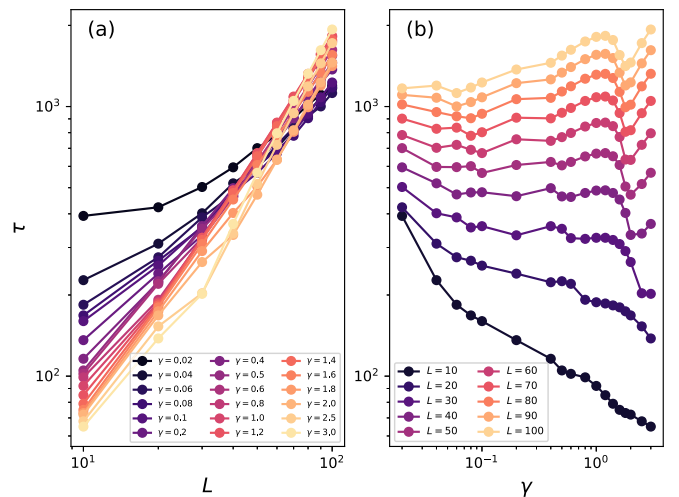 (a)
(b)
10³
10³
τ
10²
10²
γ = 0,02
γ = 0,04
γ = 0,06
γ = 0,08
γ = 0,1
γ = 0,2
γ = 0,4
γ = 0,5
γ = 0,6
γ = 0,8
γ = 1,0
γ = 1,2
γ = 1,4
γ = 1,6
γ = 1,8
γ = 2,0
γ = 2,5
γ = 3,0
L = 10
L = 20
L = 30
L = 40
L = 50
L = 60
L = 70
L = 80
L = 90
L = 100
10¹
10²
10⁻¹
10⁰
L
γ